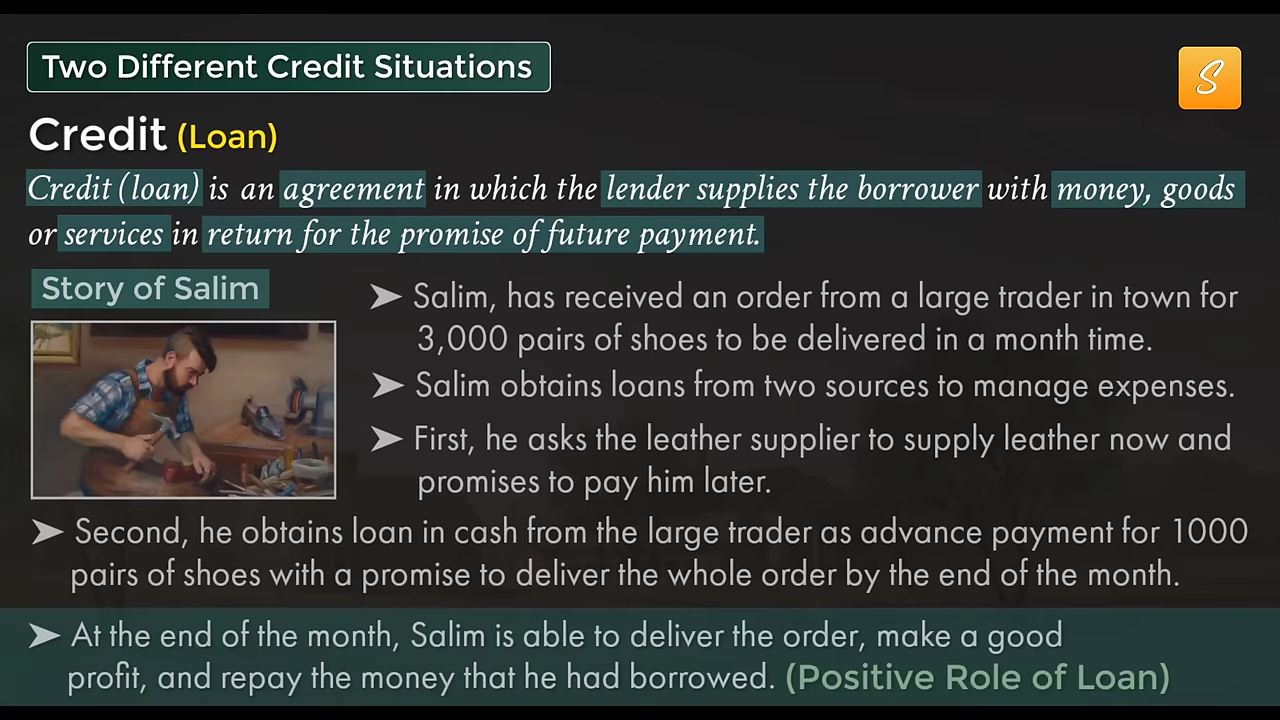 Two Different Credit Situations
S
Credit (Loan)
Credit (loan) is an agreement in which the lender supplies the borrower with money, goods
or services in return for the promise of future payment.
Story of Salim
➤ Salim, has received an order from a large trader in town for
3,000 pairs of shoes to be delivered in a month time.
➤ Salim obtains loans from two sources to manage expenses.
➤ First, he asks the leather supplier to supply leather now and
promises to pay him later.
➤ Second, he obtains loan in cash from the large trader as advance payment for 1000
pairs of shoes with a promise to deliver the whole order by the end of the month.
➤ At the end of the month, Salim is able to deliver the order, make a good
profit, and repay the money that he had borrowed. (Positive Role of Loan)